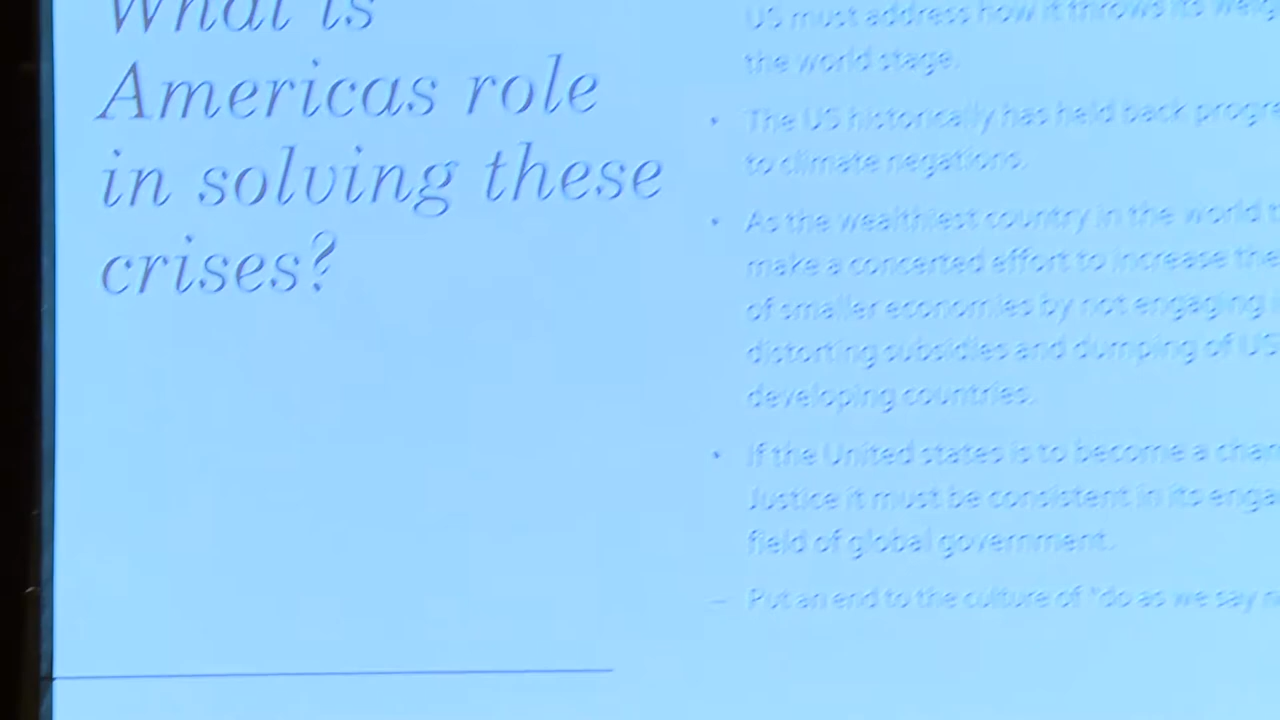 What is
Americas role
in solving these
crises?
US must address how it throws its
the world stage.
• The US historically has held back
to climate negations.
• As the wealthiest country in the world
make a concerted effort to increase the
of smaller economies by not engaging
distorting subsidies and dumping of US
developing countries.
• If the United states is to become a
Justice it must be consistent in its
field of global government.
– Put an end to the culture of "do as we say